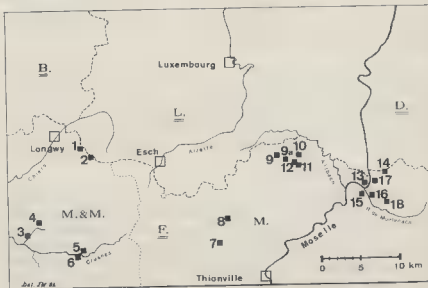 B.
Luxembourg
D.
L.
Longwy
1
2
Esch
Alzette
9
9
10
12
11
14
13
17
15
16
18
Chiers
M.&M.
F.
M.
4
3
5
6
Crusnes
8
7
Moselle
Thionville
0
10 km